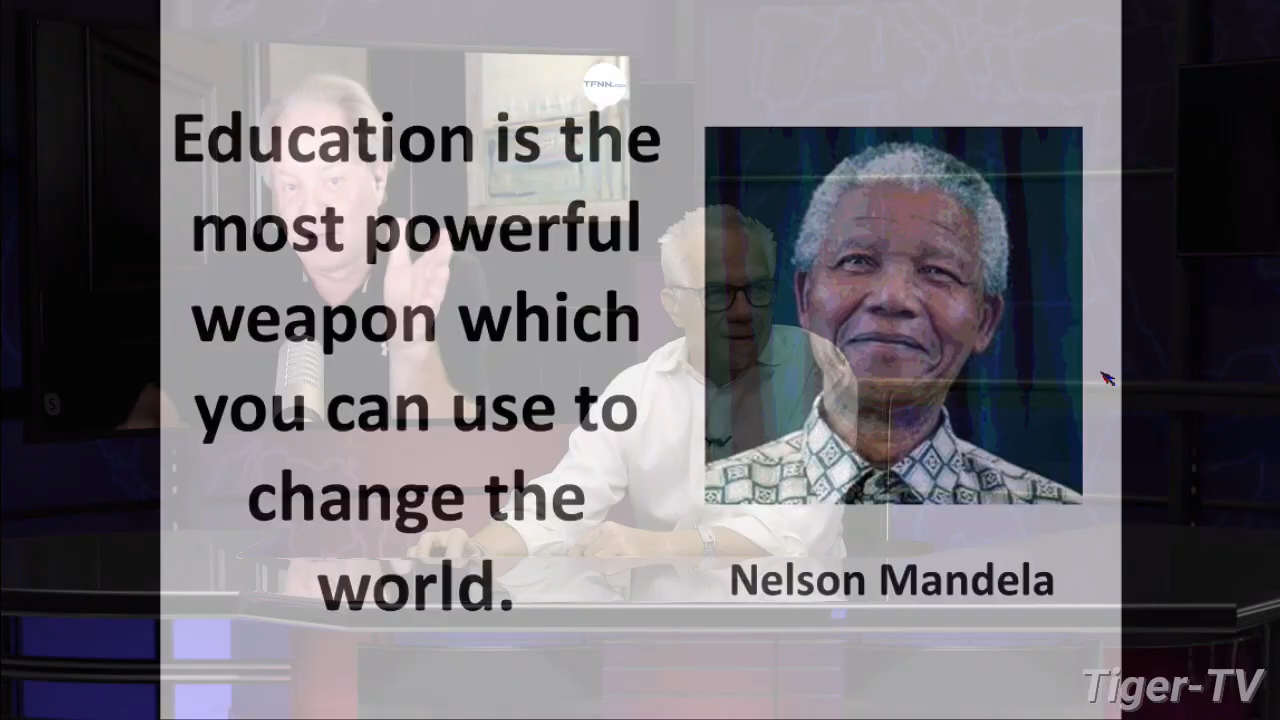 TFNN.com
Education is the
most powerful
weapon which
you can use to
change the
world.
Nelson Mandela
Tiger-TV